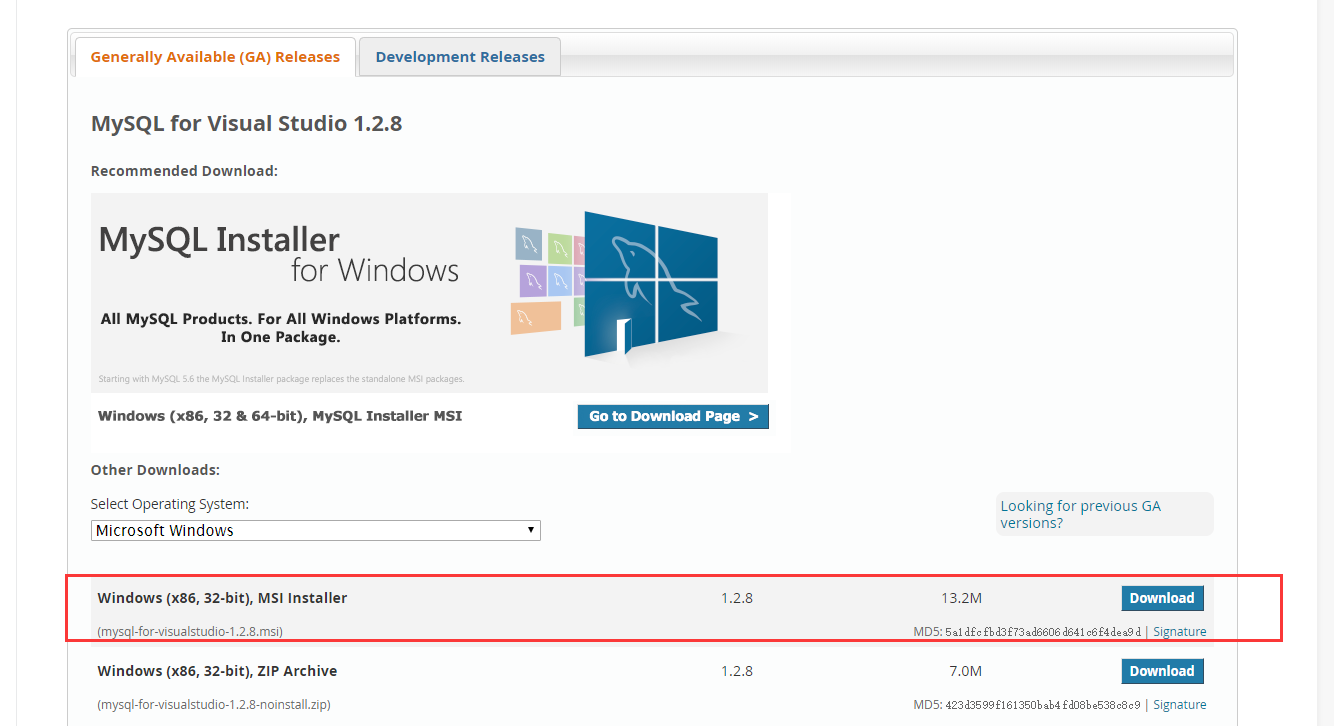 Generally Available (GA) Releases
Development Releases
MySQL for Visual Studio 1.2.8
Recommended Download:
MySQL Installer
for Windows
All MySQL Products. For All Windows Platforms.
In One Package.
Starting with MySQL 5.6 the MySQL Installer package replaces the standalone MSI packages.
Windows (x86, 32 & 64-bit), MySQL Installer MSI
Go to Download Page >
Other Downloads:
Select Operating System:
Microsoft Windows
Looking for previous GA
versions?
Windows (x86, 32-bit), MSI Installer 1.2.8 13.2M Download
(mysql-for-visualstudio-1.2.8.msi) MD5: 5a1dfcfbd3f73ad6606d641c6f4dea9d | Signature
Windows (x86, 32-bit), ZIP Archive 1.2.8 7.0M Download
(mysql-for-visualstudio-1.2.8-noinstall.zip) MD5: 423d3599f161350bab4fd08be538c8c9 | Signature